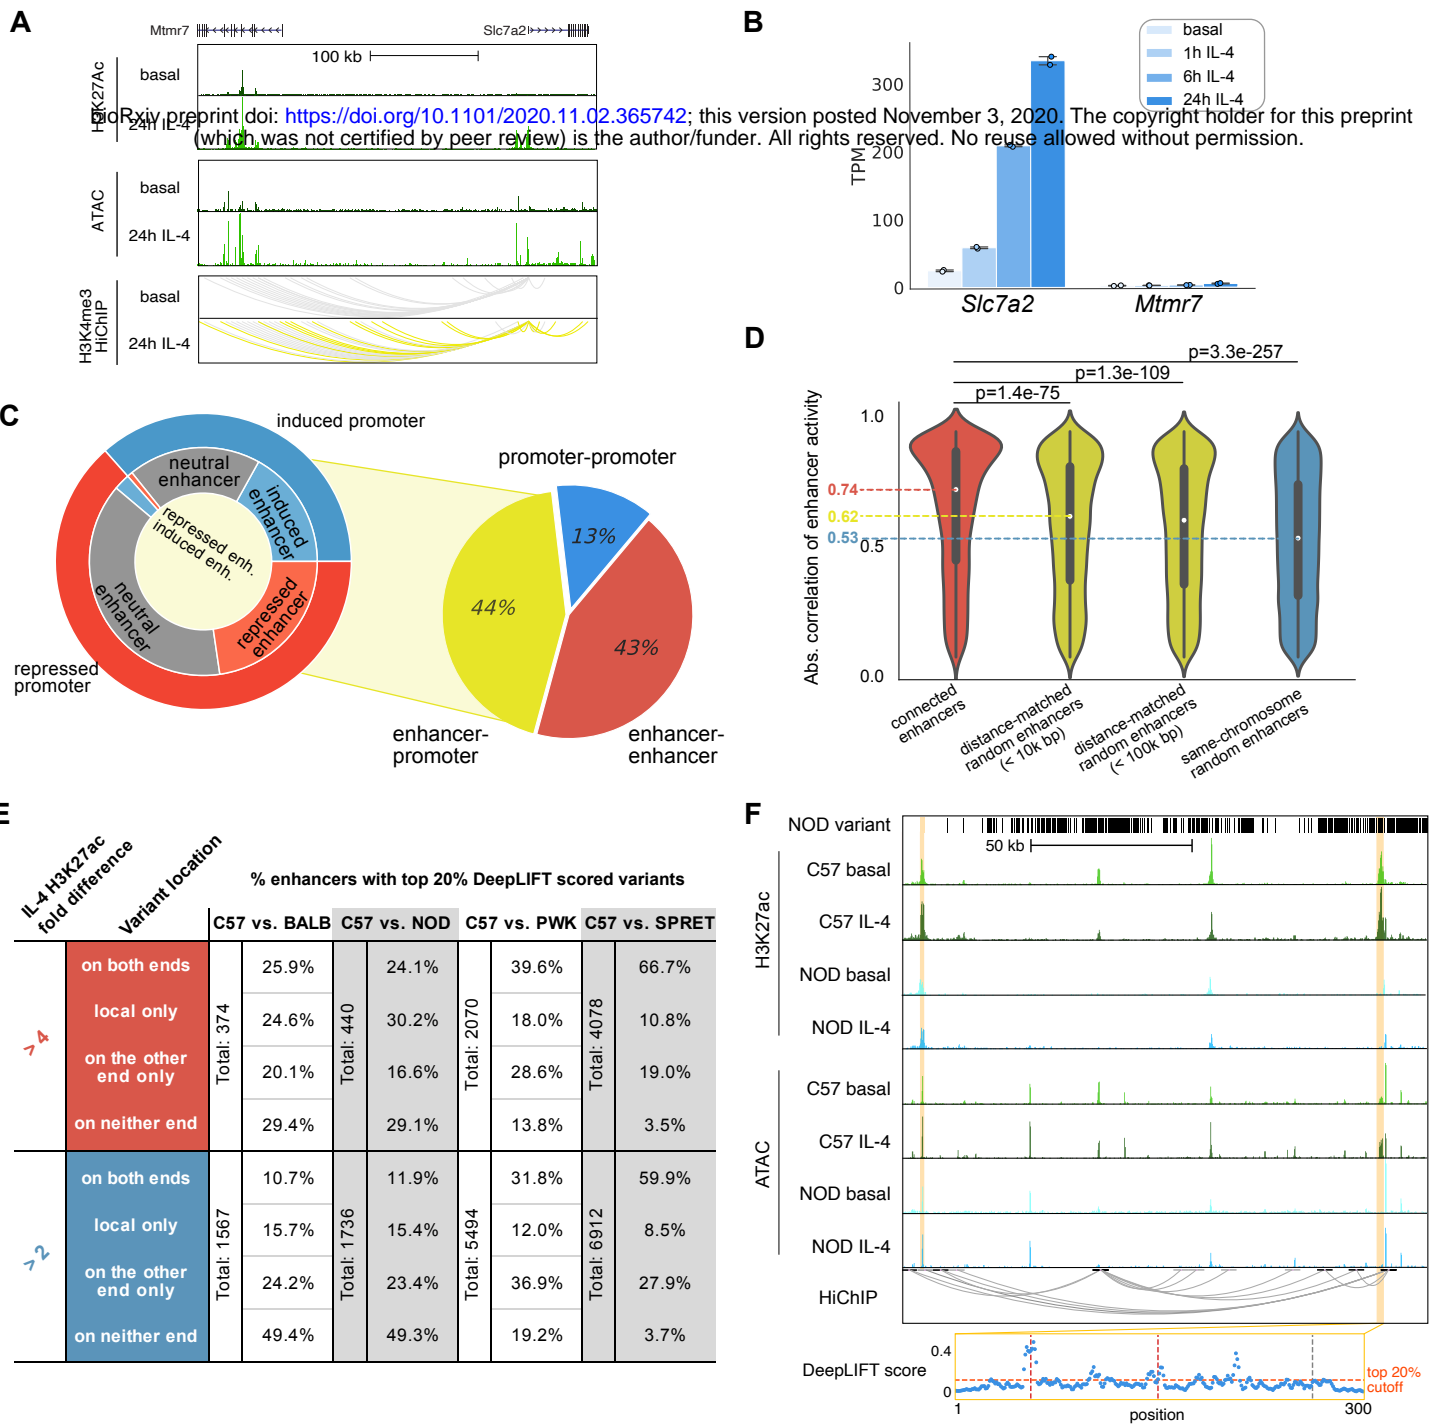 A
Mtmr7
Slc7a2
100 kb
H3K27Ac
basal
24h IL-4
ATAC
basal
24h IL-4
H3K4me3
HiChIP
basal
24h IL-4
bioRxiv preprint doi: https://doi.org/10.1101/2020.11.02.365742; this version posted November 3, 2020. The copyright holder for this preprint
(which was not certified by peer review) is the author/funder. All rights reserved. No reuse allowed without permission.
B
basal
1h IL-4
6h IL-4
24h IL-4
TPM
300
200
100
0
Slc7a2
Mtmr7
C
induced promoter
neutral
enhancer
induced
enhancer
repressed enh.
induced enh.
neutral
enhancer
repressed
enhancer
repressed
promoter
promoter-promoter
13%
44%
43%
enhancer-
promoter
enhancer-
enhancer
D
p=3.3e-257
p=1.3e-109
p=1.4e-75
Abs. correlation of enhancer activity
1.0
0.74
0.62
0.53
0.5
0.0
connected
enhancers
distance-matched
random enhancers
(< 10k bp)
distance-matched
random enhancers
(< 100k bp)
same-chromosome
random enhancers
E
IL-4 H3K27ac
fold difference
Variant location
% enhancers with top 20% DeepLIFT scored variants
C57 vs. BALB C57 vs. NOD C57 vs. PWK C57 vs. SPRET
>4
Total: 374
Total: 440
Total: 2070
Total: 4078
on both ends 25.9% 24.1% 39.6% 66.7%
local only 24.6% 30.2% 18.0% 10.8%
on the other
end only 20.1% 16.6% 28.6% 19.0%
on neither end 29.4% 29.1% 13.8% 3.5%
>2
Total: 1567
Total: 1736
Total: 5494
Total: 6912
on both ends 10.7% 11.9% 31.8% 59.9%
local only 15.7% 15.4% 12.0% 8.5%
on the other
end only 24.2% 23.4% 36.9% 27.9%
on neither end 49.4% 49.3% 19.2% 3.7%
F
NOD variant
50 kb
H3K27ac
C57 basal
C57 IL-4
NOD basal
NOD IL-4
ATAC
C57 basal
C57 IL-4
NOD basal
NOD IL-4
HiChIP
DeepLIFT score
0.4
0
top 20%
cutoff
1
position
300